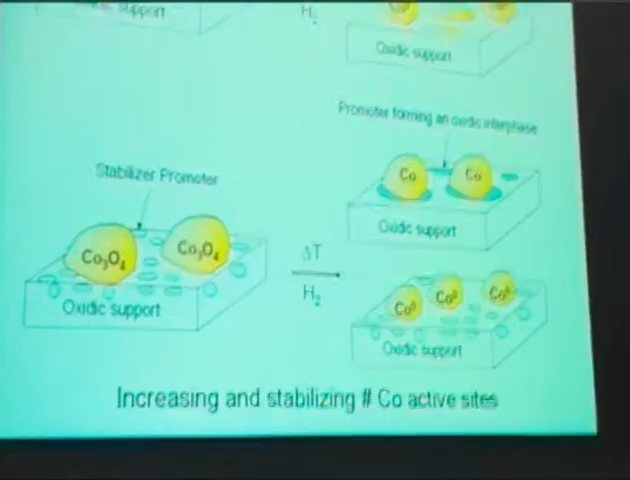 support
H₂
Oxidic support
Promoter forming an oxidic interphase
Stabilizer Promoter
Co
Co
Oxidic support
Co₃O₄
Co₃O₄
Oxidic support
ΔT
H₂
Co⁰
Co⁰
Co⁰
Oxidic support
Increasing and stabilizing # Co active sites